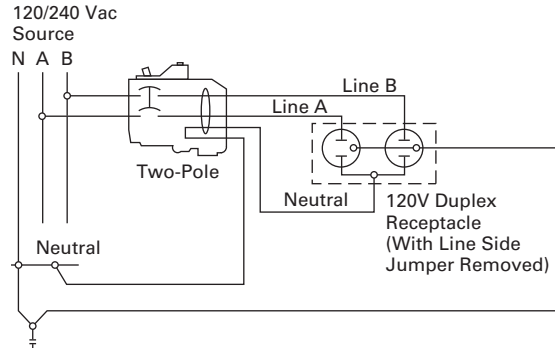 120/240 Vac
Source
N A B
Line B
Line A
Two-Pole
Neutral
120V Duplex
Receptacle
(With Line Side
Jumper Removed)
Neutral